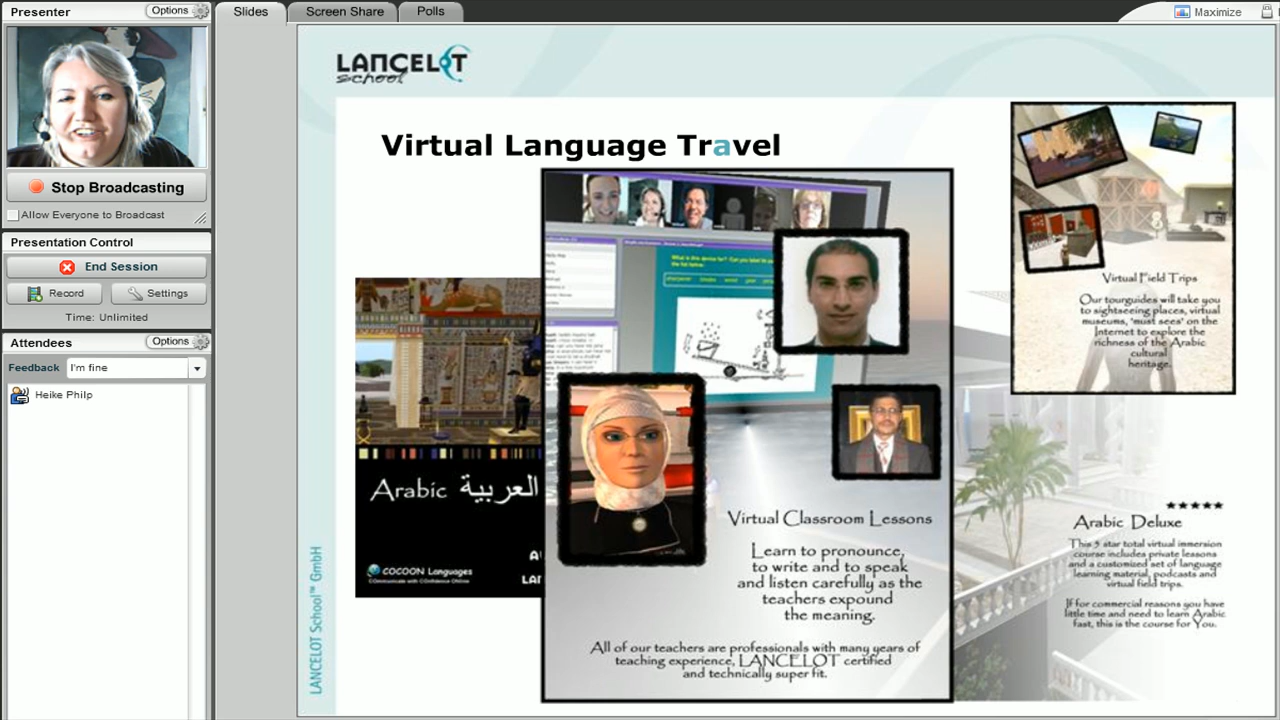 Presenter
Options
Slides
Screen Share
Polls
Maximize
Stop Broadcasting
Allow Everyone to Broadcast
Presentation Control
End Session
Record
Settings
Time: Unlimited
Attendees
Options
Feedback
I'm fine
Heike Philp
LANCELOT
school
Virtual Language Travel
Arabic العربية
COCOON Languages
COmmunicate with COnfidence ONline
LANCELOT School™ GmbH
Virtual Classroom Lessons
Learn to pronounce,
to write and to speak
and listen carefully as the
teachers expound
the meaning.
All of our teachers are professionals with many years of
teaching experience, LANCELOT certified
and technically super fit.
Virtual Field Trips
Our tourguides will take you
to sightseeing places, virtual
museums, 'must sees' on the
Internet to explore the
richness of the Arabic
cultural
heritage.
★★★★★
Arabic Deluxe
This 5 star total virtual immersion
course includes private lessons
and a customized set of language
learning material, podcasts and
virtual field trips.
If for commercial reasons you have
little time and need to learn Arabic
fast, this is the course for You.